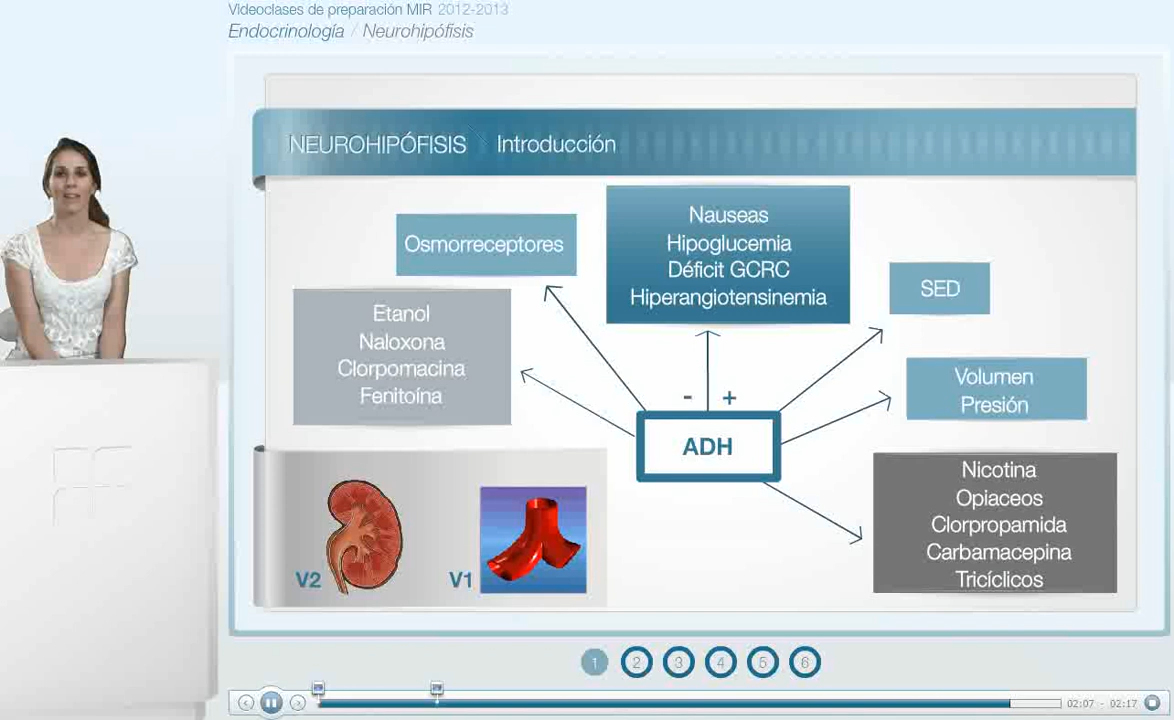 Videoclases de preparación MIR 2012-2013
Endocrinología / Neurohipófisis
NEUROHIPÓFISIS Introducción
Osmorreceptores
Nauseas
Hipoglucemia
Déficit GCRC
Hiperangiotensinemia
SED
Etanol
Naloxona
Clorpomacina
Fenitoína
Volumen
Presión
- +
ADH
Nicotina
Opiaceos
Clorpropamida
Carbamacepina
Tricíclicos
V2
V1
1 2 3 4 5 6
02:07 - 02:17